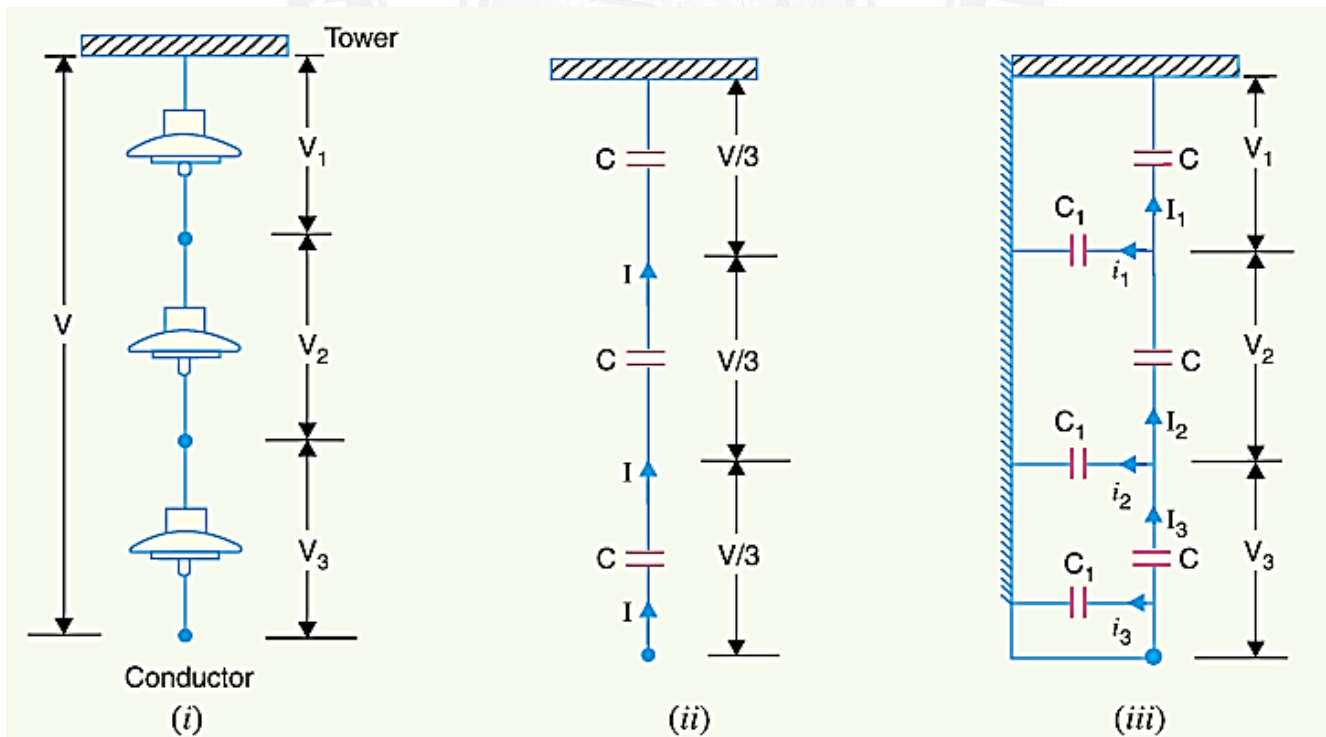 Tower
V
V₁
V₂
V₃
Conductor
(i)
C
V/3
I
C
V/3
I
C
V/3
I
(ii)
C
V₁
C₁
I₁
i₁
C
V₂
C₁
I₂
i₂
I₃
C₁
C
V₃
i₃
(iii)